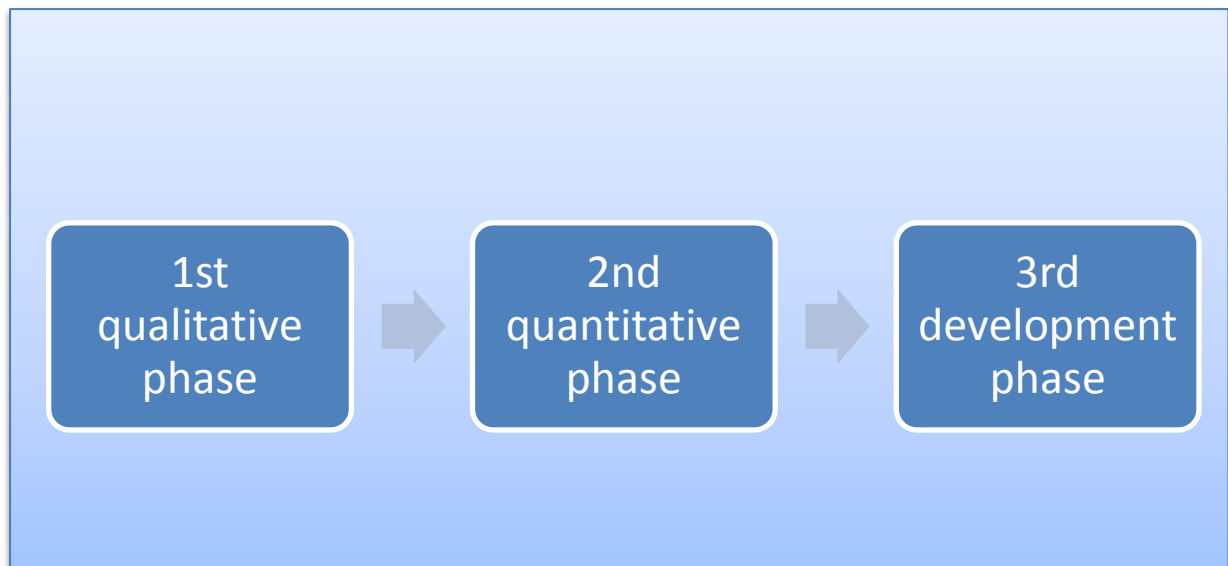 1st
qualitative
phase
2nd
quantitative
phase
3rd
development
phase